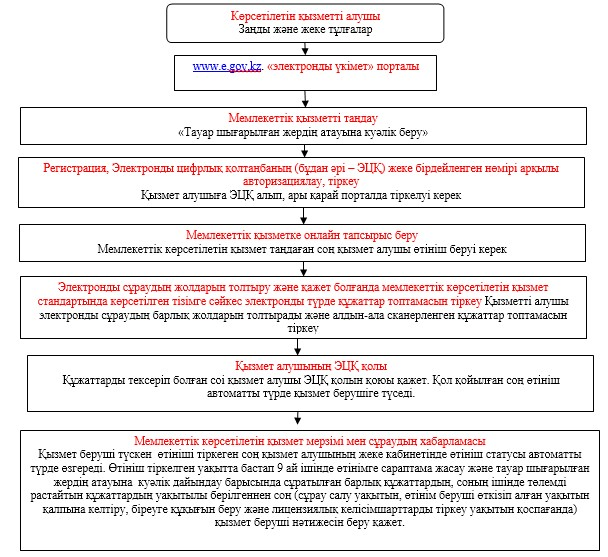 Көрсетілетін қызметті алушы
Заңды және жеке тұлғалар
www.e.gov.kz. «электронды үкімет» порталы
Мемлекеттік қызметті таңдау
«Тауар шығарылған жердің атауына куәлік беру»
Регистрация, Электронды цифрлық қолтанбаның (бұдан әрі – ЭЦҚ) жеке бірдейленген нөмірі арқылы
авторизациялау, тіркеу
Қызмет алушыға ЭЦҚ алып, ары қарай порталда тіркелуі керек
Мемлекеттік қызметке онлайн тапсырыс беру
Мемлекеттік көрсетілетін қызмет таңдаған соң қызмет алушы өтініш беруі керек
Электронды сұраудың жолдарын толтыру және қажет болғанда мемлекеттік көрсетілетін қызмет
стандартында көрсетілген тізімге сәйкес электронды түрде құжаттар топтамасын тіркеу Қызметті алушы
электронды сұраудың барлық жолдарын толтырады және алдын-ала сканерленген құжаттар топтамасын
тіркеу
Қызмет алушының ЭЦҚ қолы
Құжаттарды тексеріп болған соі қызмет алушы ЭЦҚ қолын қоюы қажет. Қол қойылған соң өтініш
автоматты түрде қызмет берушіге түседі.
Мемлекеттік көрсетілетін қызмет мерзімі мен сұраудың хабарламасы
Қызмет беруші түскен өтініші тіркеген соң қызмет алушының жеке кабинетінде өтініш статусы автоматты
түрде өзгереді. Өтініш тіркелген уақытта бастап 9 ай ішінде өтінімге сараптама жасау және тауар шығарылған
жердің атауына куәлік дайындау барысында сұратылған барлық құжаттардың, соның ішінде төлемді
растайтын құжаттардың уақытылы берілгеннен соң (сұрау салу уақытын, өтінім беруші өткізіп алған уақытын
қалпына келтіру, біреуге құқығын беру және лицензиялық келісімшарттарды тіркеу уақытын қоспағанда)
қызмет беруші нәтижесін беру қажет.